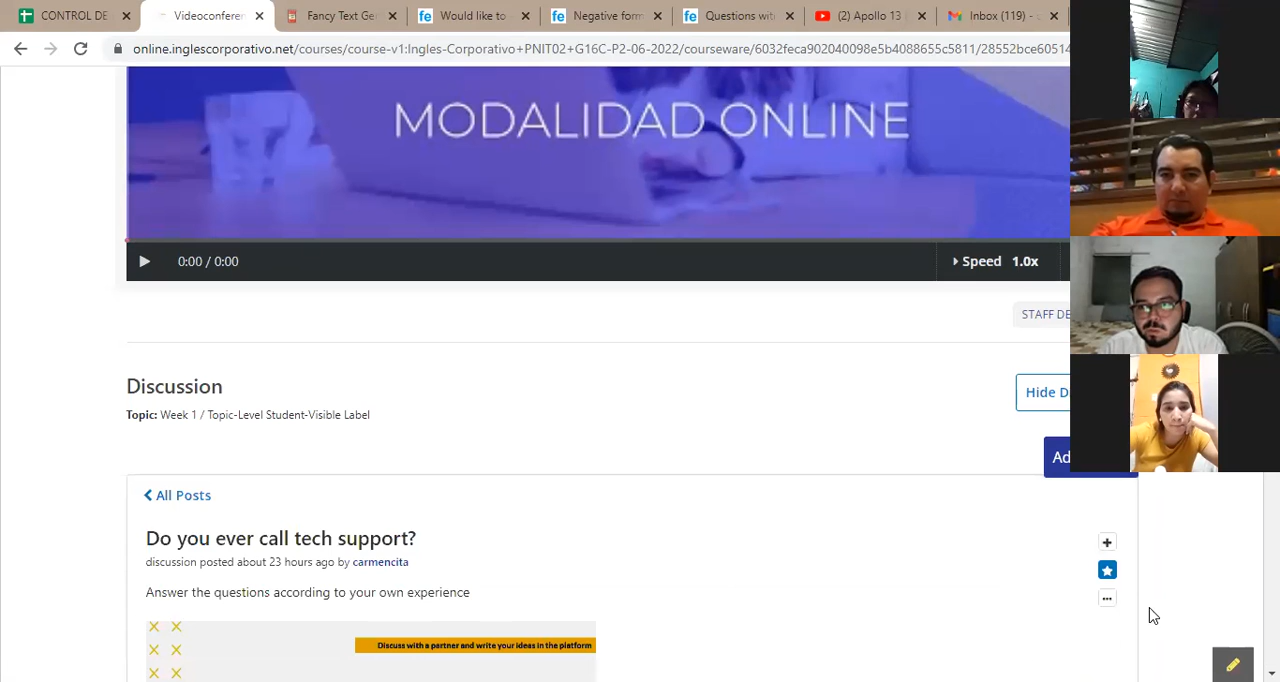 CONTROL DE
Videoconferen
Fancy Text Ge
Would like to
Negative form
Questions wit
(2) Apollo 13
Inbox (119) -
online.inglescorporativo.net/courses/course-v1:Ingles-Corporativo+PNIT02+G16C-P2-06-2022/courseware/6032feca902040098e5b4088655c5811/28552bce60514
MODALIDAD ONLINE
0:00 / 0:00
Speed 1.0x
STAFF DE
Discussion
Hide D
Topic: Week 1 / Topic-Level Student-Visible Label
Ad
All Posts
Do you ever call tech support?
discussion posted about 23 hours ago by carmencita
Answer the questions according to your own experience
Discuss with a partner and write your ideas in the platform